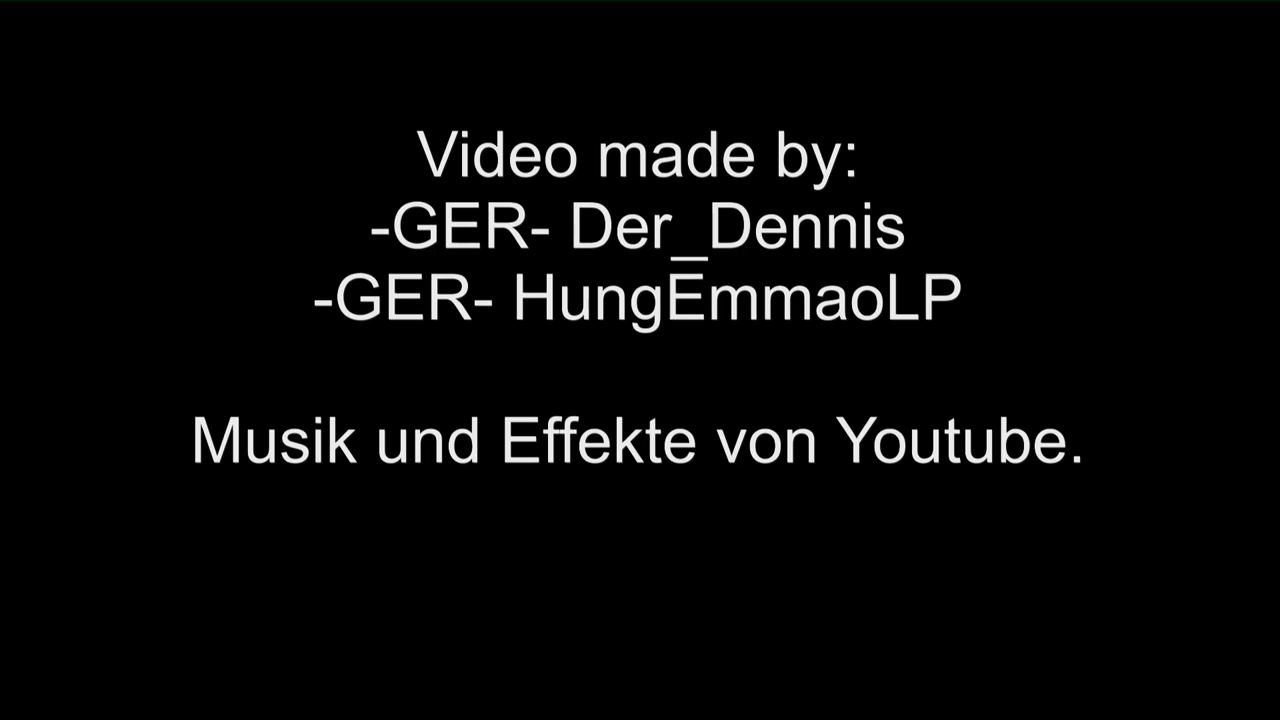 Video made by:
-GER- Der_Dennis
-GER- HungEmmaoLP
Musik und Effekte von Youtube.